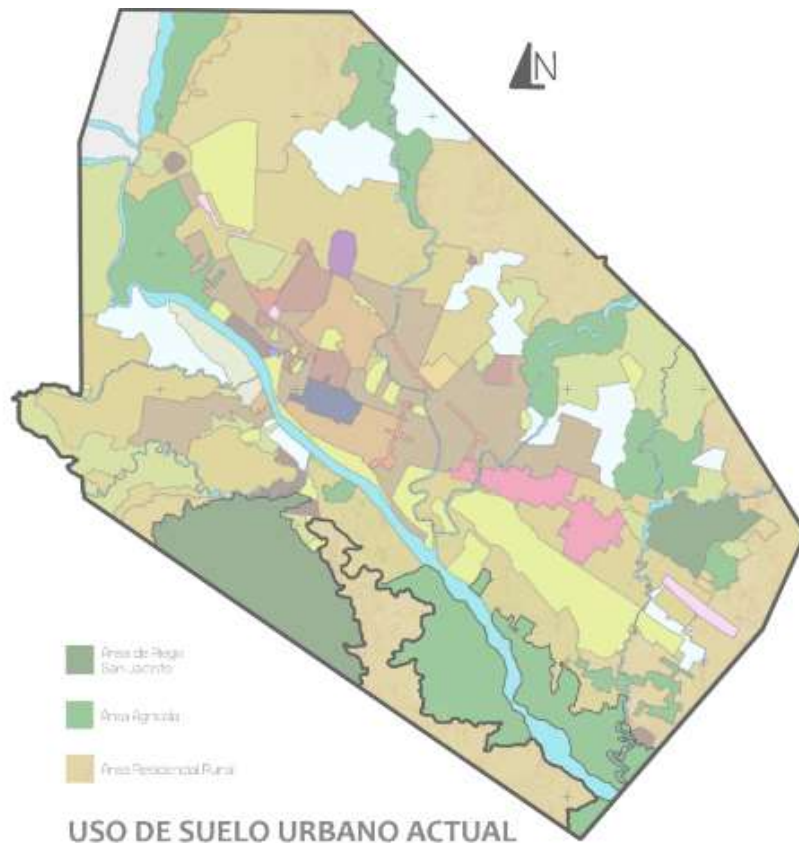 N
Área de Riego
San Jacinto
Área Agrícola
Área Residencial Rural
USO DE SUELO URBANO ACTUAL